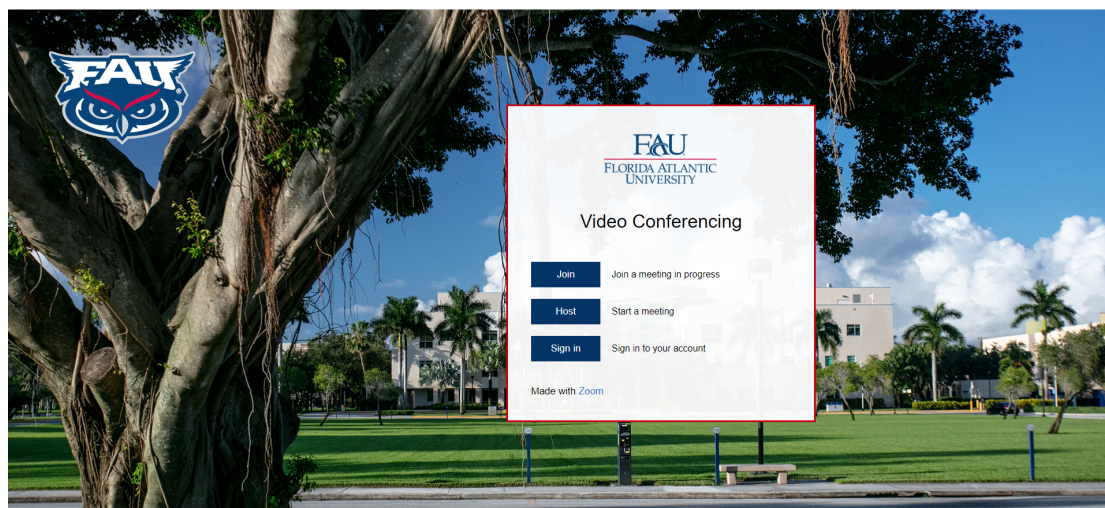 FAU
FAU
FLORIDA ATLANTIC
UNIVERSITY
Video Conferencing
Join Join a meeting in progress
Host Start a meeting
Sign in Sign in to your account
Made with Zoom